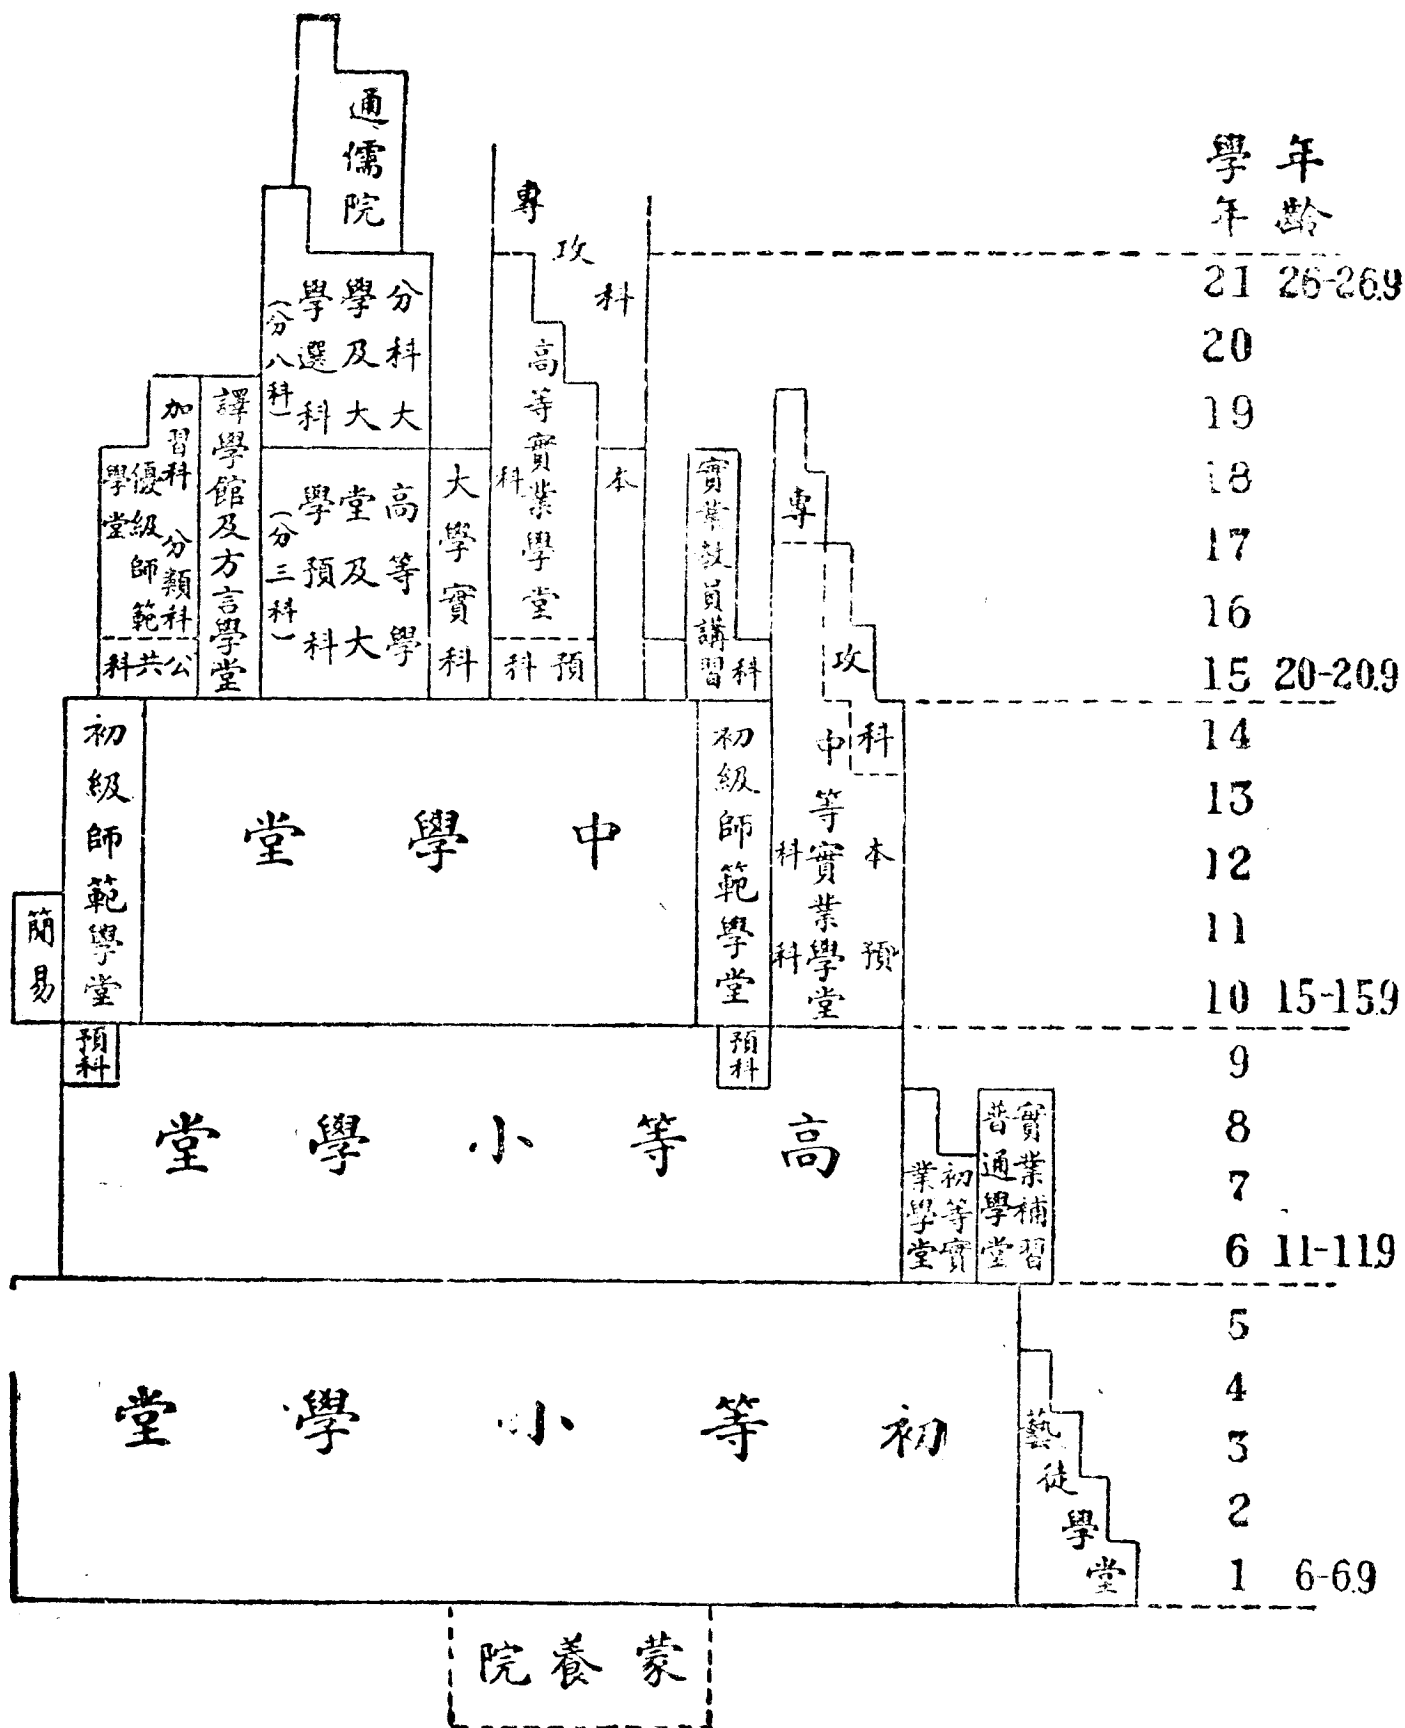 學年 年齡
通儒院
專攻科
分科大學及大學選科
(分八科)
高等學堂及大學預科
(分三科)
大學實科
高等實業學堂
本科
預科
譯學館及方言學堂
加習科
分類科
優級師範學堂
公共科
實業教員講習科
專攻科
中等實業學堂
本科
預科
初級師範學堂
中學堂
初級師範學堂
簡易
預科
預科
高等小學堂
初等實業學堂
實業補習普通學堂
初等小學堂
藝徒學堂
蒙養院
21 26-26.9
20
19
18
17
16
15 20-20.9
14
13
12
11
10 15-15.9
9
8
7
6 11-11.9
5
4
3
2
1 6-6.9